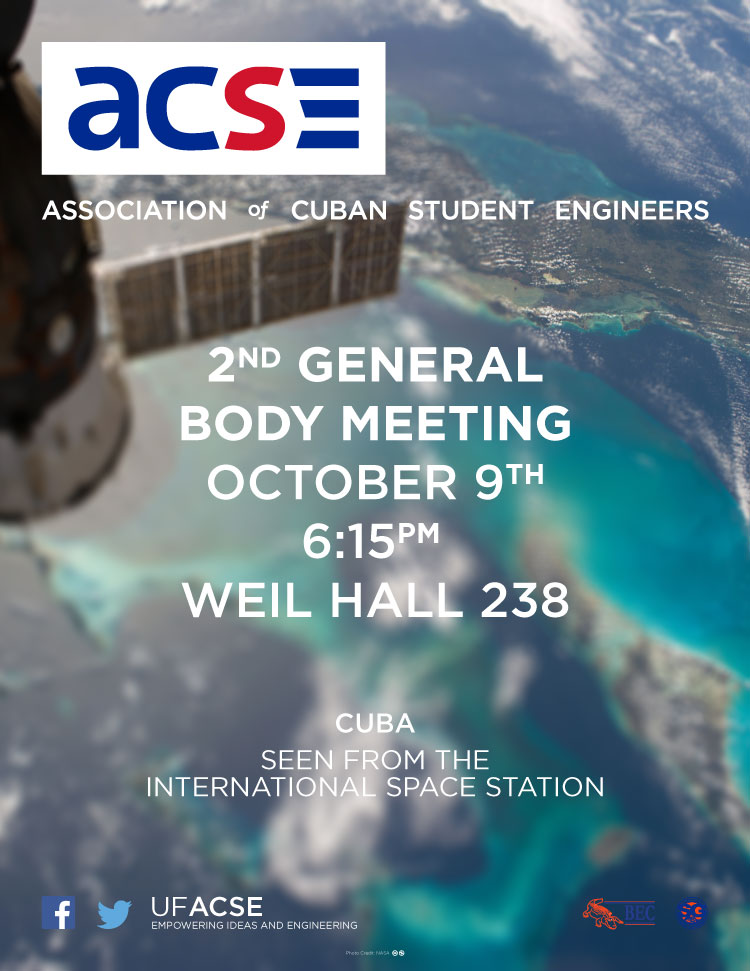 acsE
ASSOCIATION of CUBAN STUDENT ENGINEERS
2ND GENERAL
BODY MEETING
OCTOBER 9TH
6:15PM
WEIL HALL 238
CUBA
SEEN FROM THE
INTERNATIONAL SPACE STATION
f
UFACSE
EMPOWERING IDEAS AND ENGINEERING
BEC
Photo Credit: NASA